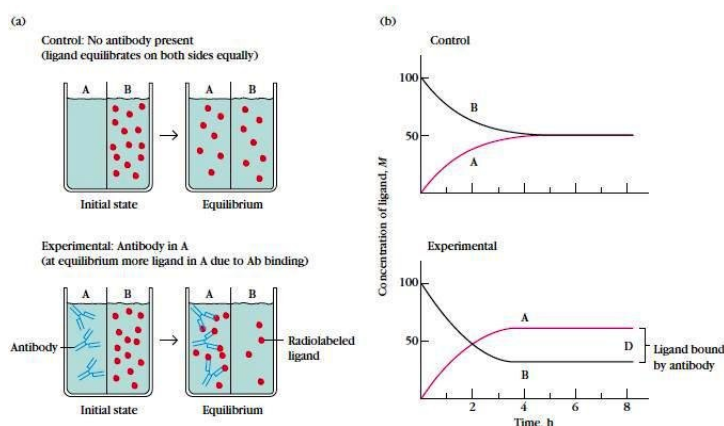 (a)
Control: No antibody present
(ligand equilibrates on both sides equally)
A B
A B
Initial state
Equilibrium
Experimental: Antibody in A
(at equilibrium more ligand in A due to Ab binding)
A B
A B
Antibody
Radiolabeled
ligand
Initial state
Equilibrium
(b)
Control
Concentration of ligand, M
100
B
50
A
Experimental
100
A
50
D
B
Ligand bound
by antibody
2 4 6 8
Time, h